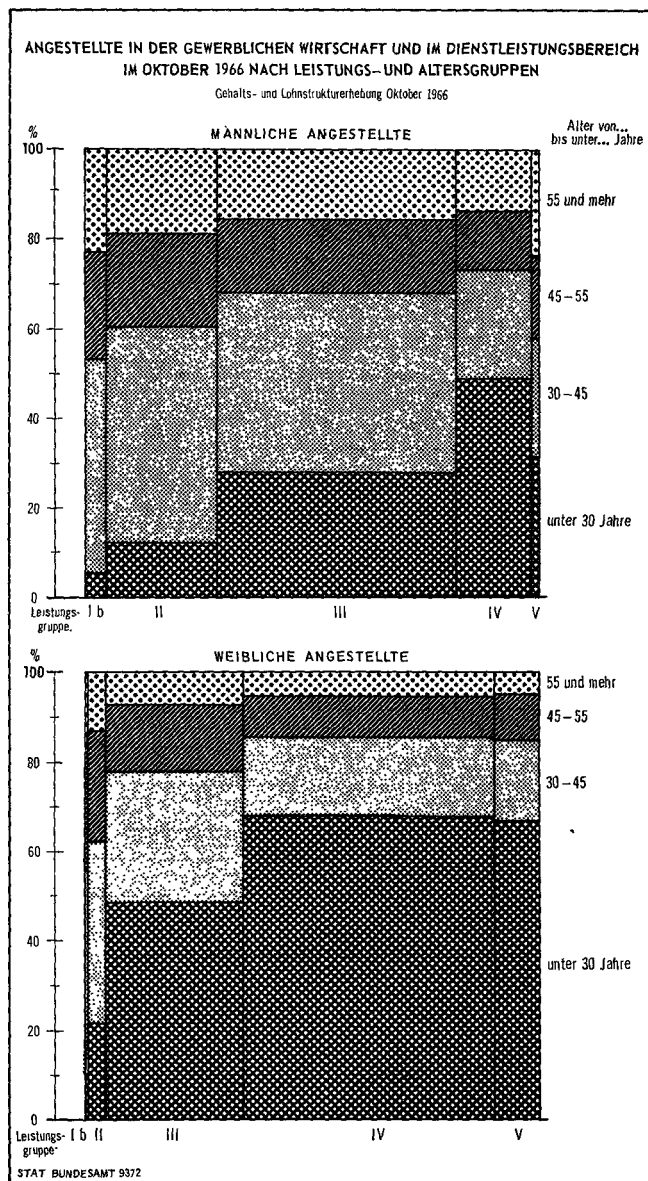 ANGESTELLTE IN DER GEWERBLICHEN WIRTSCHAFT UND IM DIENSTLEISTUNGSBEREICH
IM OKTOBER 1966 NACH LEISTUNGS- UND ALTERSGRUPPEN
Gehalts- und Lohnstrukturerhebung Oktober 1966
% MÄNNLICHE ANGESTELLTE
Alter von...
bis unter... Jahre
100
55 und mehr
80
45-55
60
30-45
40
20
unter 30 Jahre
0
Leistungs-
gruppe. I b II III IV V
% WEIBLICHE ANGESTELLTE
100
55 und mehr
45-55
80
30-45
60
40
unter 30 Jahre
20
0
Leistungs-
gruppe I b II III IV V
STAT BUNDESAMT 9372